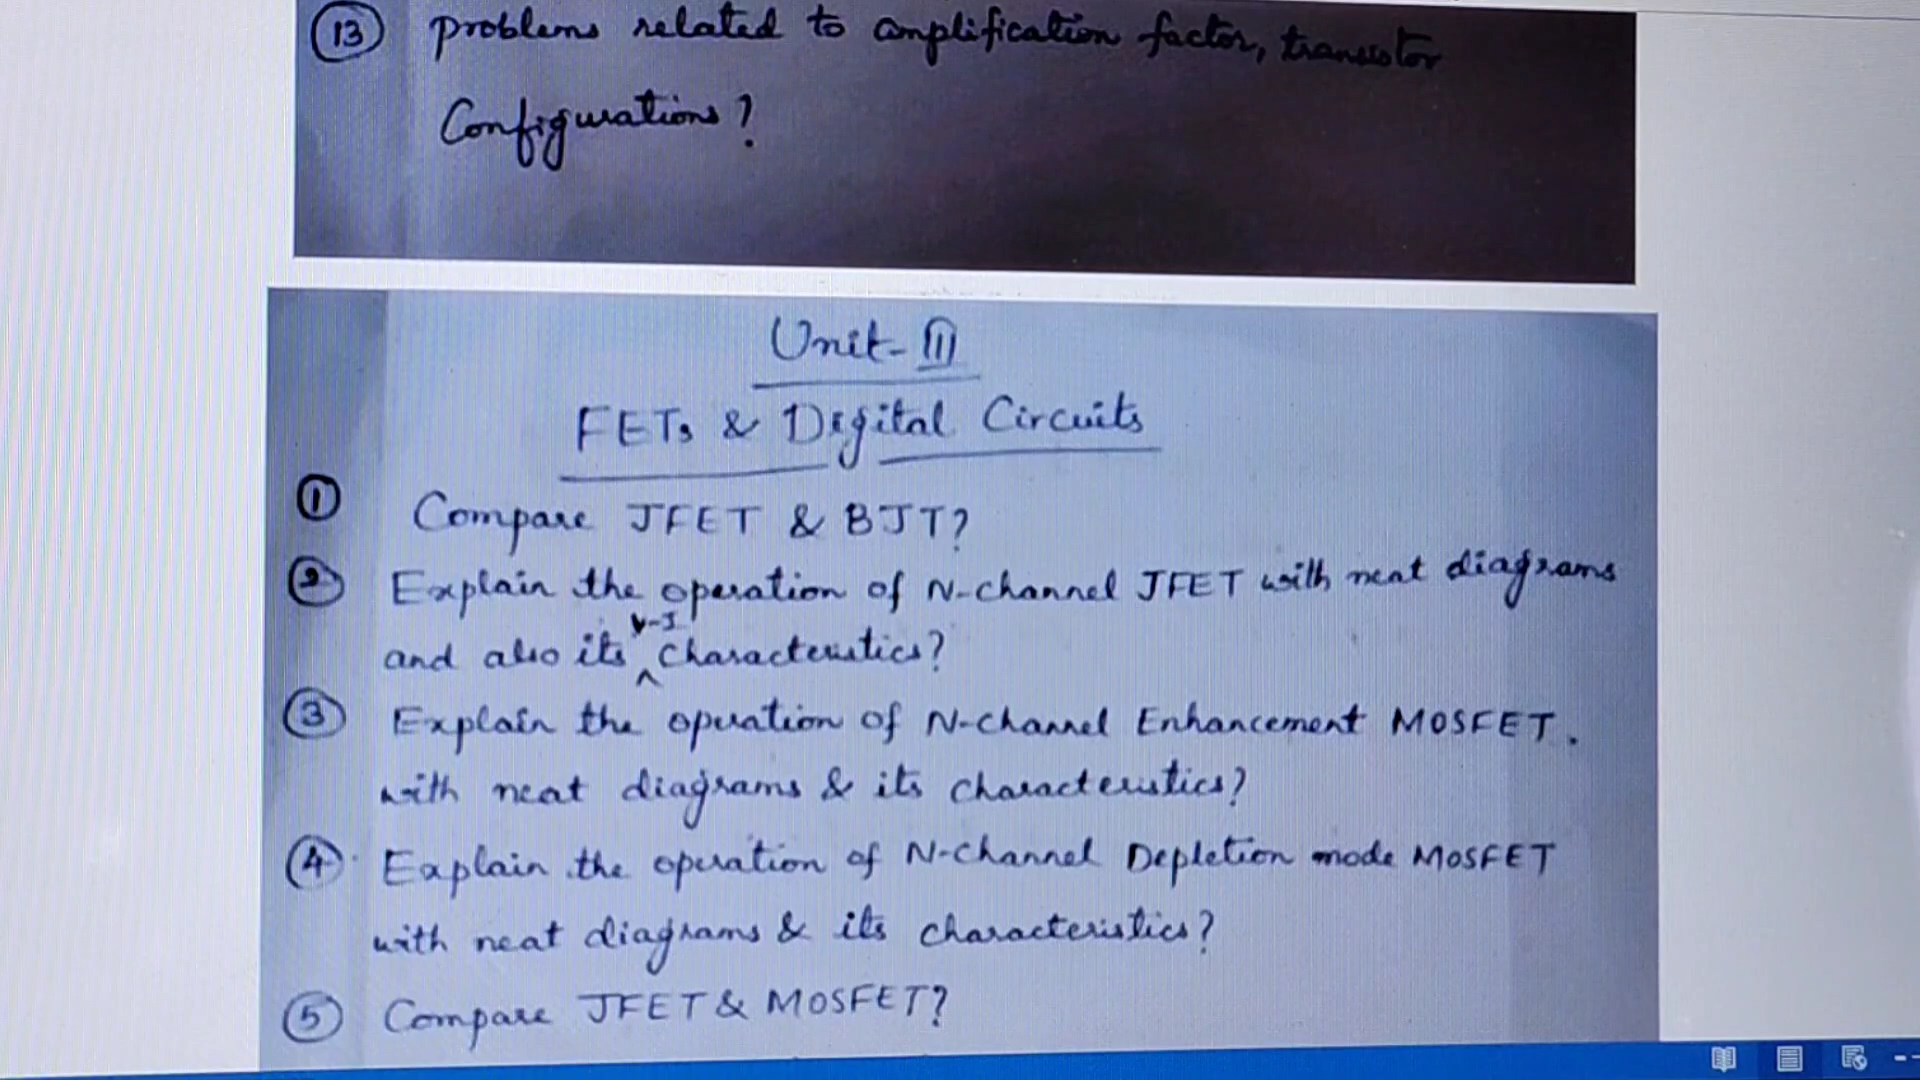 13 problems related to amplification factor, transistor
Configurations?
Unit-III
FETs & Digital Circuits
1 Compare JFET & BJT?
2 Explain the operation of N-channel JFET with neat diagrams
and also its V-I characteristics?
3 Explain the operation of N-channel Enhancement MOSFET.
with neat diagrams & its characteristics?
4 Explain the operation of N-channel Depletion mode MOSFET
with neat diagrams & its characteristics?
5 Compare JFET & MOSFET?